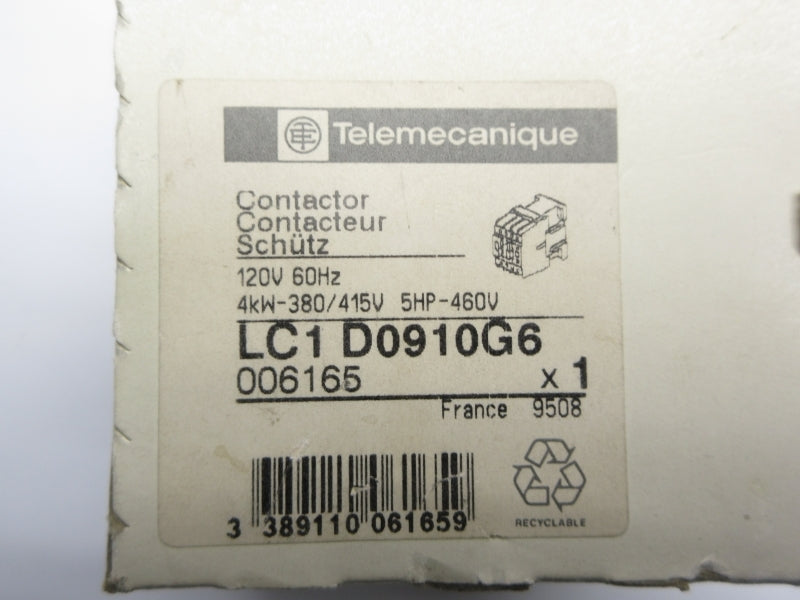 Telemecanique
Contactor
Contacteur
Schütz
120V 60Hz
4kW-380/415V 5HP-460V
LC1 D0910G6
006165 x 1
France 9508
3 389110 061659
RECYCLABLE